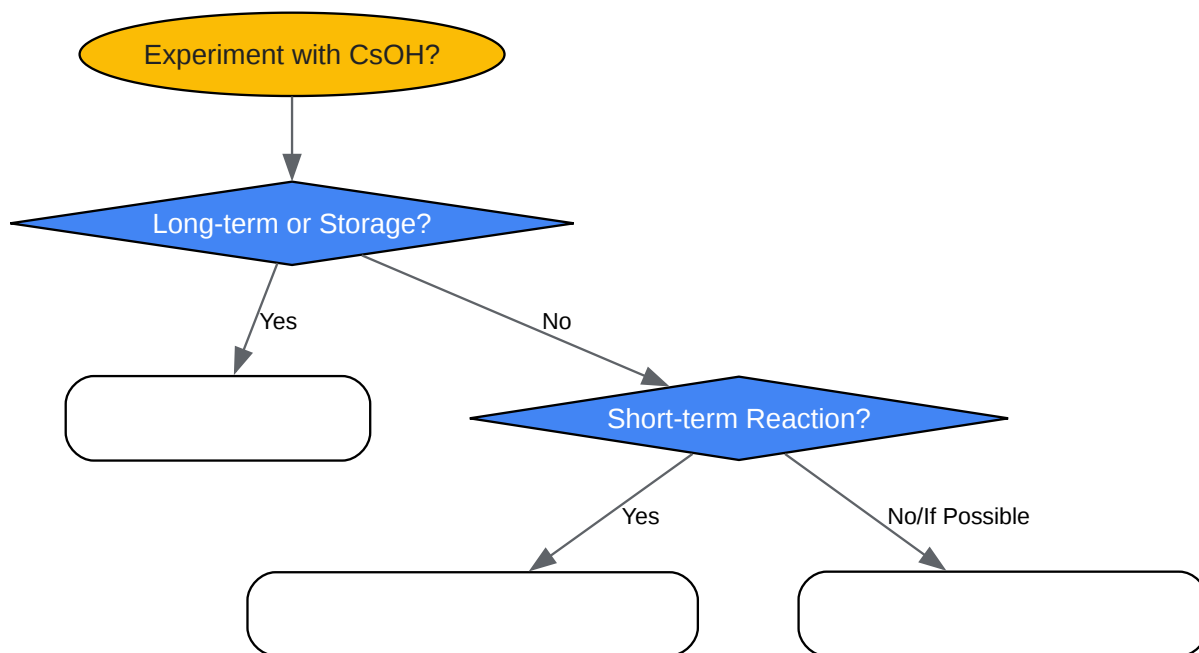 Experiment with CsOH?
Long-term or Storage?
Yes
No
Short-term Reaction?
Yes
No/If Possible